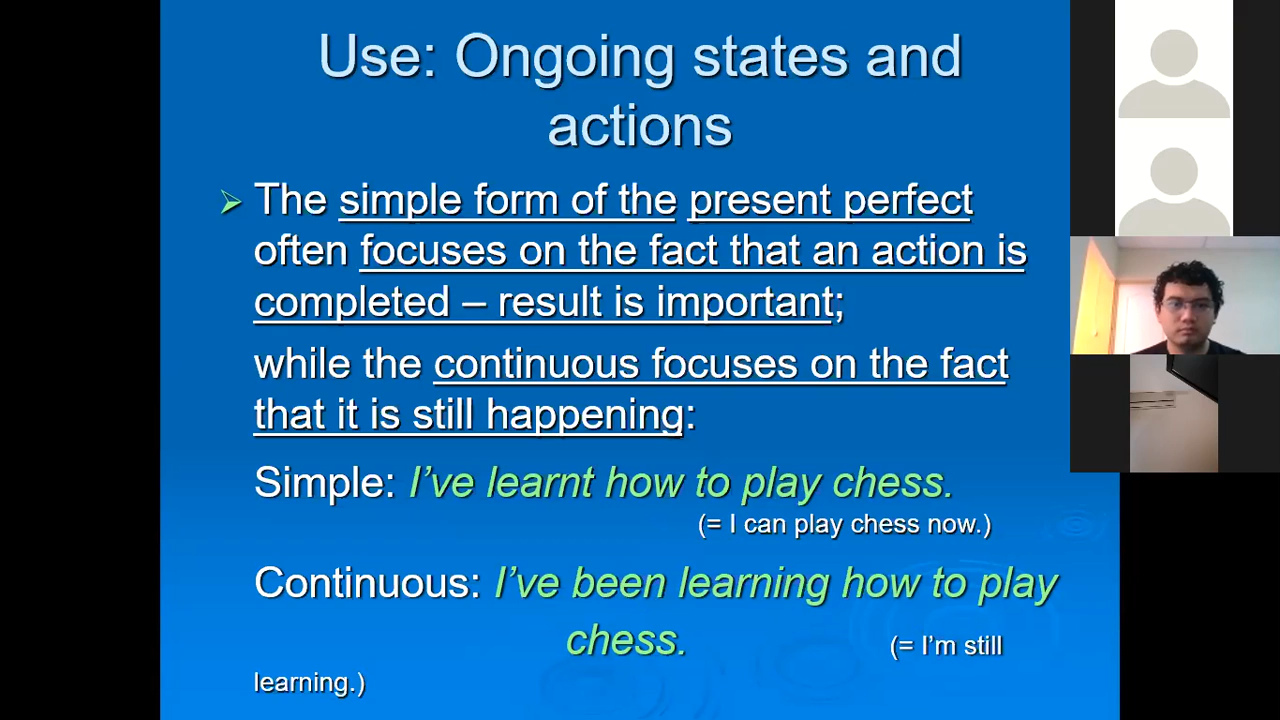 Use: Ongoing states and
actions
The simple form of the present perfect
often focuses on the fact that an action is
completed – result is important;
while the continuous focuses on the fact
that it is still happening:
Simple: I’ve learnt how to play chess.
(= I can play chess now.)
Continuous: I’ve been learning how to play
chess. (= I’m still
learning.)